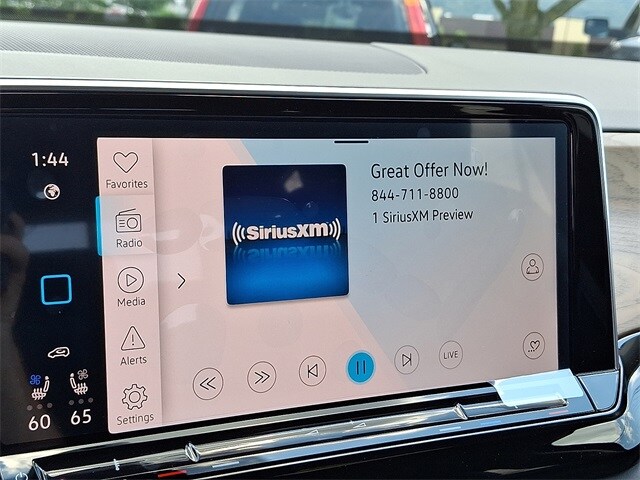 1:44
Favorites
Radio
Media
Alerts
Settings
60 65
((SiriusXM))
Great Offer Now!
844-711-8800
1 SiriusXM Preview
LIVE